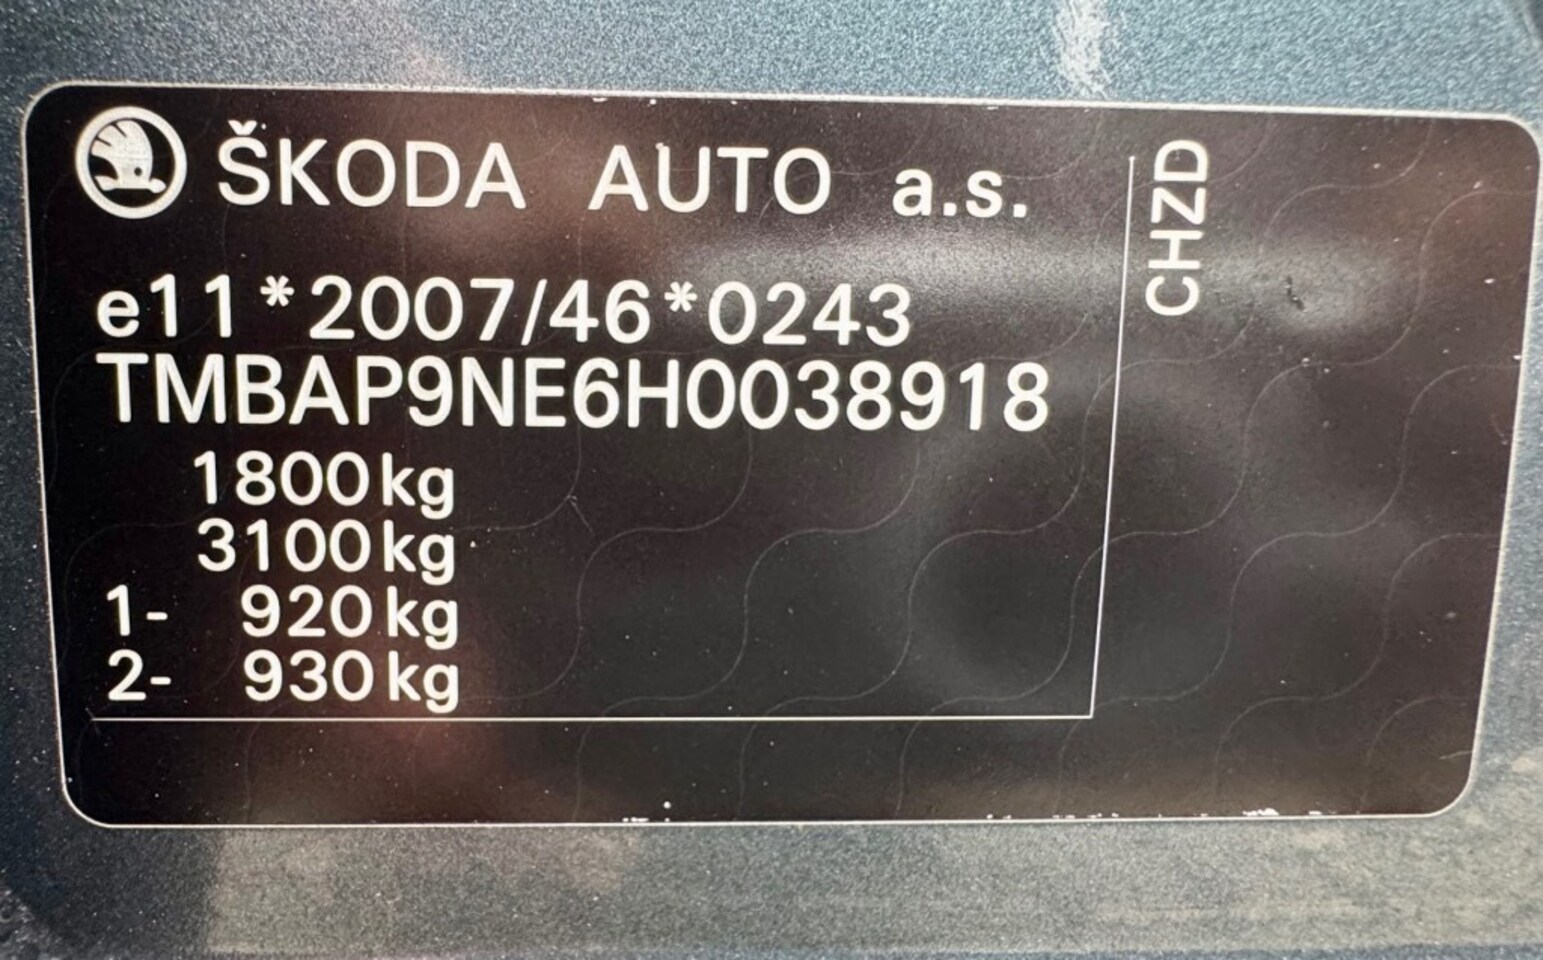 ŠKODA AUTO a.s.
e11*2007/46*0243
TMBAP9NE6H0038918
1800kg
3100kg
1- 920kg
2- 930kg
CHZD